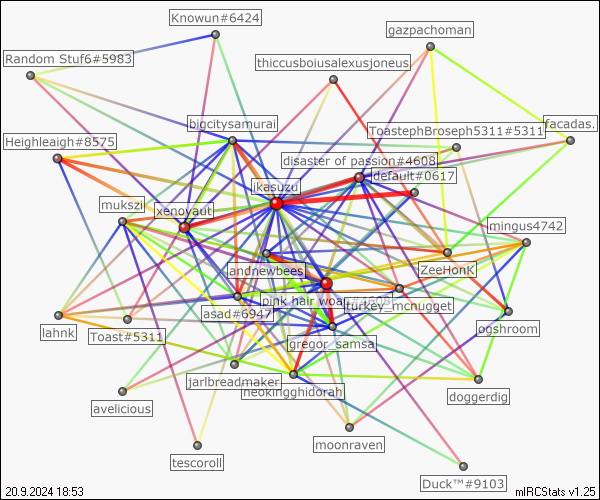 Knowun#6424
gazpachoman
Random Stuf6#5983
thiccusboiusalexusjoneus
bigcitysamurai
ToastephBroseph5311#5311
facadas.
Heighleaigh#8575
disaster of passion#4608
default#0617
ikasuzu
mukszi
xenovaut
mingus4742
andnewbees
ZeeHonK
pink hair woa
asad#6947
turkey_mcnugget
lahnk
Toast#5311
ogshroom
gregor_samsa
jarlbreadmaker
neokingghidorah
doggerdig
avelicious
moonraven
tescoroll
Duck™#9103
20.9.2024 18:53
mIRCStats v1.25